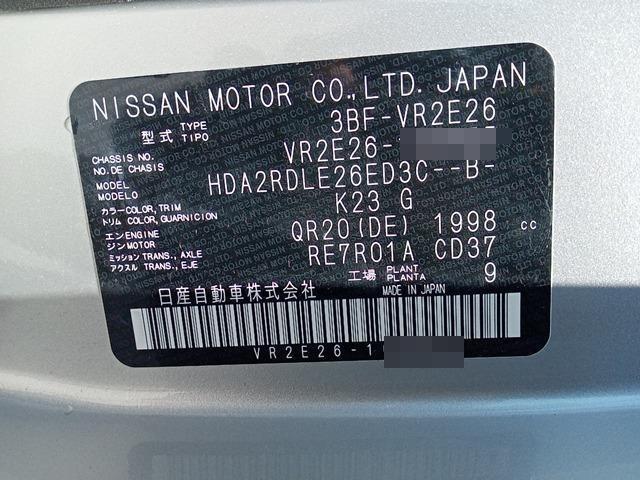 NISSAN MOTOR CO.,LTD. JAPAN
型式 TYPE TIPO 3BF-VR2E26
CHASSIS NO. NO. DE CHASSIS VR2E26-
MODEL MODELO HDA2RDLE26ED3C--B-
カラー COLOR, TRIM トリム COLOR, GUARNICION K23 G
エンジン ENGINE MOTOR QR20(DE) 1998 cc
ミッション TRANS., AXLE アクスル TRANS., EJE RE7R01A CD37
工場 PLANT PLANTA 9
日産自動車株式会社 MADE IN JAPAN
VR2E26-1